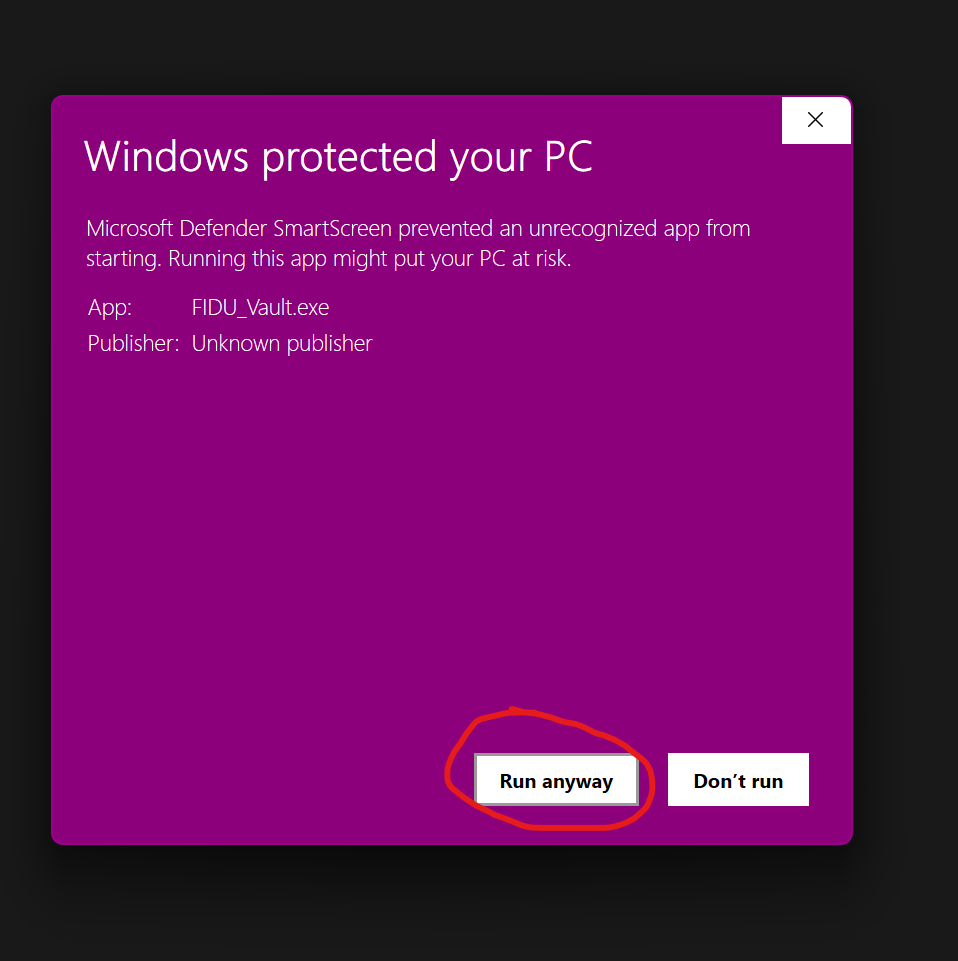 Windows protected your PC
Microsoft Defender SmartScreen prevented an unrecognized app from
starting. Running this app might put your PC at risk.
App: FIDU_Vault.exe
Publisher: Unknown publisher
Run anyway Don’t run